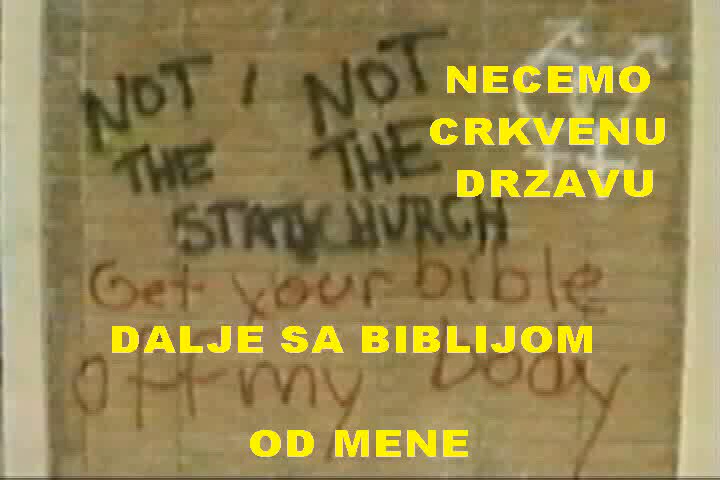 NOT / NOT
THE THE
STATE CHURCH
Get your bible
off my body
NECEMO
CRKVENU
DRZAVU
DALJE SA BIBLIJOM
OD MENE